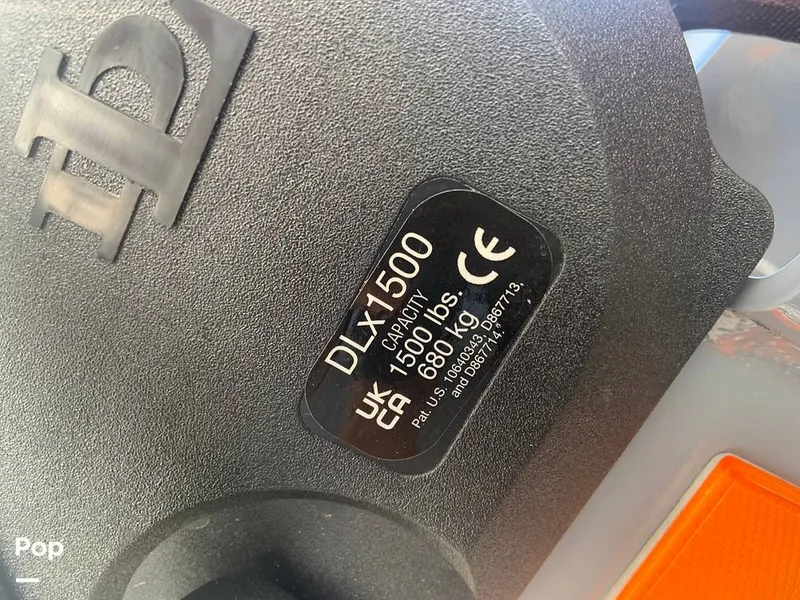 DLx1500
CAPACITY
1500 lbs.
680 kg
CE
UK
CA
Pat. U.S. 10640343, D867713,
and D867714.
Pop